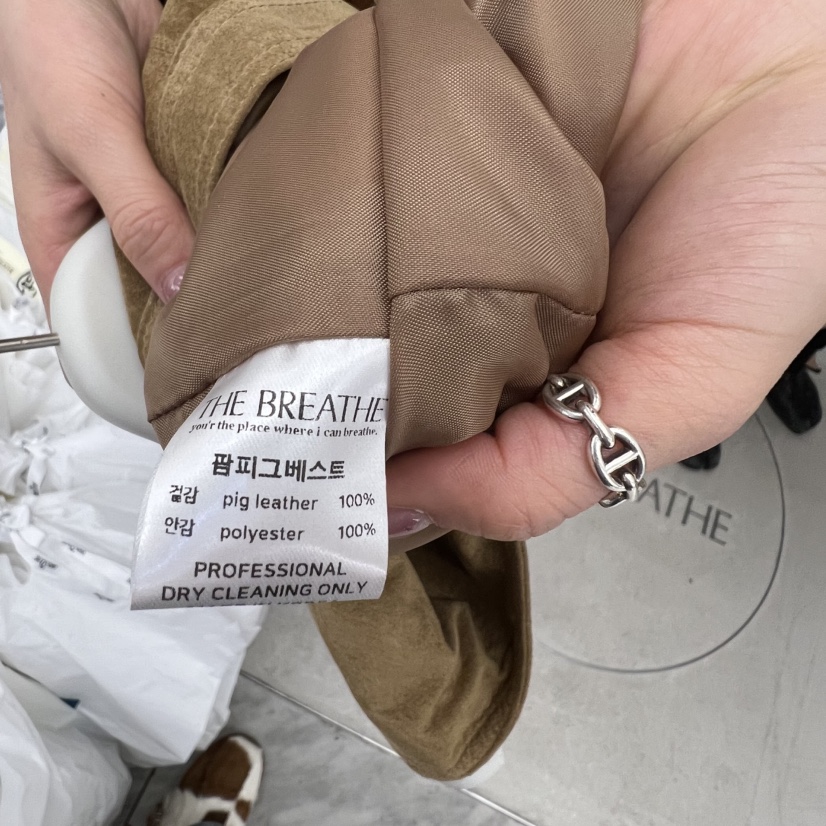 THE BREATHE
you'r the place where i can breathe.
팜피그베스트
겉감 pig leather 100%
안감 polyester 100%
PROFESSIONAL
DRY CLEANING ONLY